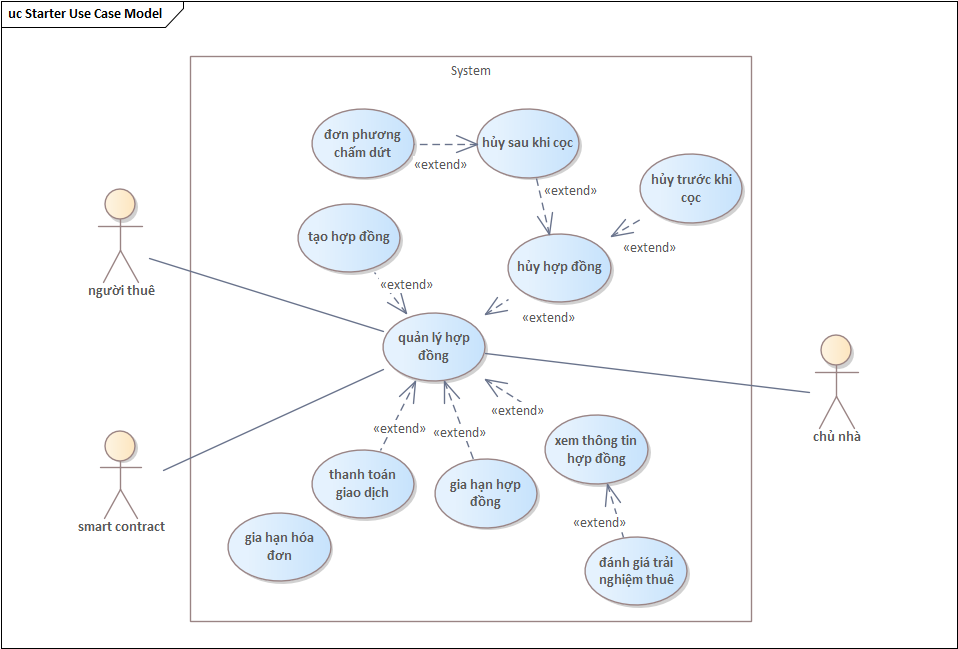 uc Starter Use Case Model
System
đơn phương
chấm dứt
«extend»
hủy sau khi cọc
«extend»
hủy trước khi
cọc
«extend»
tạo hợp đồng
«extend»
hủy hợp đồng
«extend»
người thuê
quản lý hợp
đồng
chủ nhà
smart contract
«extend»
«extend»
«extend»
thanh toán
giao dịch
gia hạn hợp
đồng
xem thông tin
hợp đồng
gia hạn hóa
đơn
«extend»
đánh giá trải
nghiệm thuê